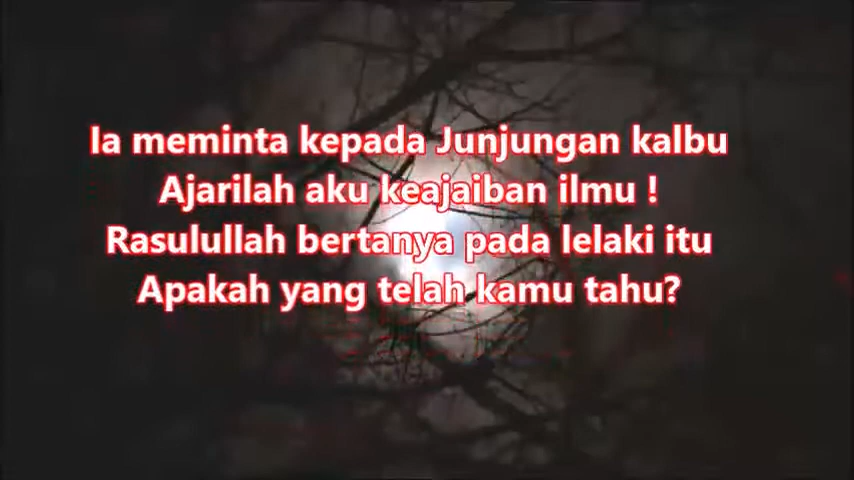 Ia meminta kepada Junjungan kalbu
Ajarilah aku keajaiban ilmu !
Rasulullah bertanya pada lelaki itu
Apakah yang telah kamu tahu?